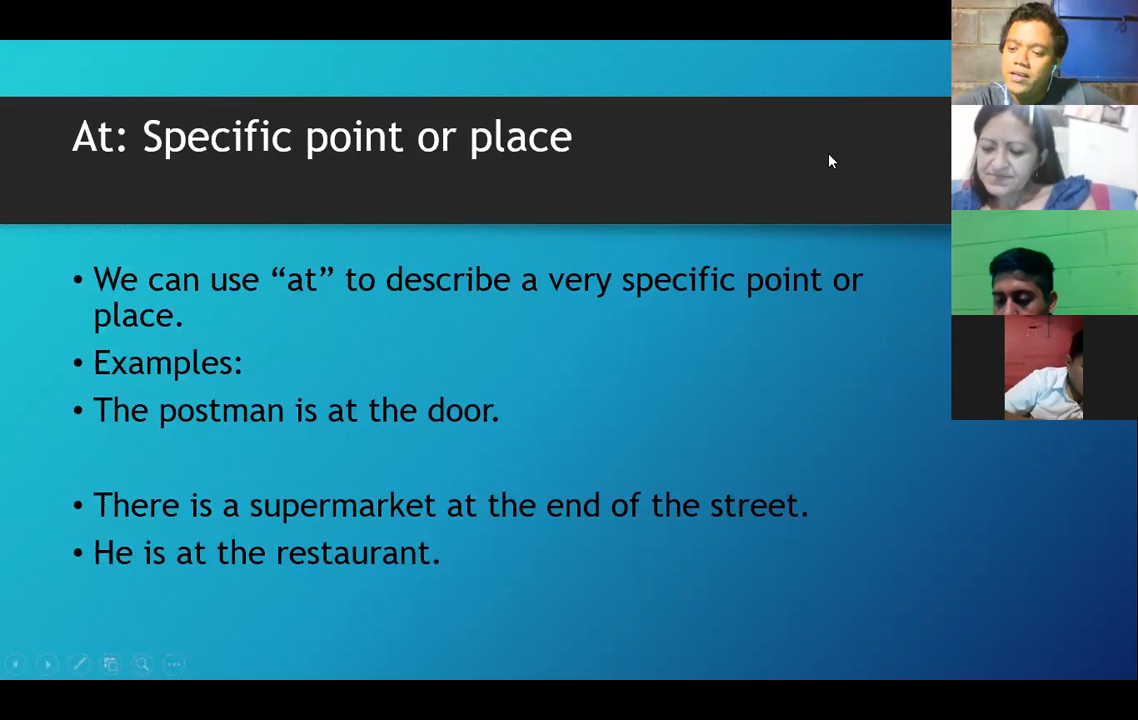 At: Specific point or place
• We can use “at” to describe a very specific point or
place.
• Examples:
• The postman is at the door.
• There is a supermarket at the end of the street.
• He is at the restaurant.